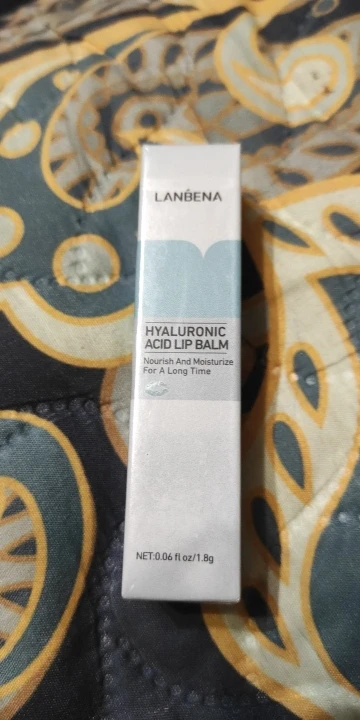 LANBENA
HYALURONIC
ACID LIP BALM
Nourish And Moisturize
For A Long Time
NET:0.06 fl oz/1.8g